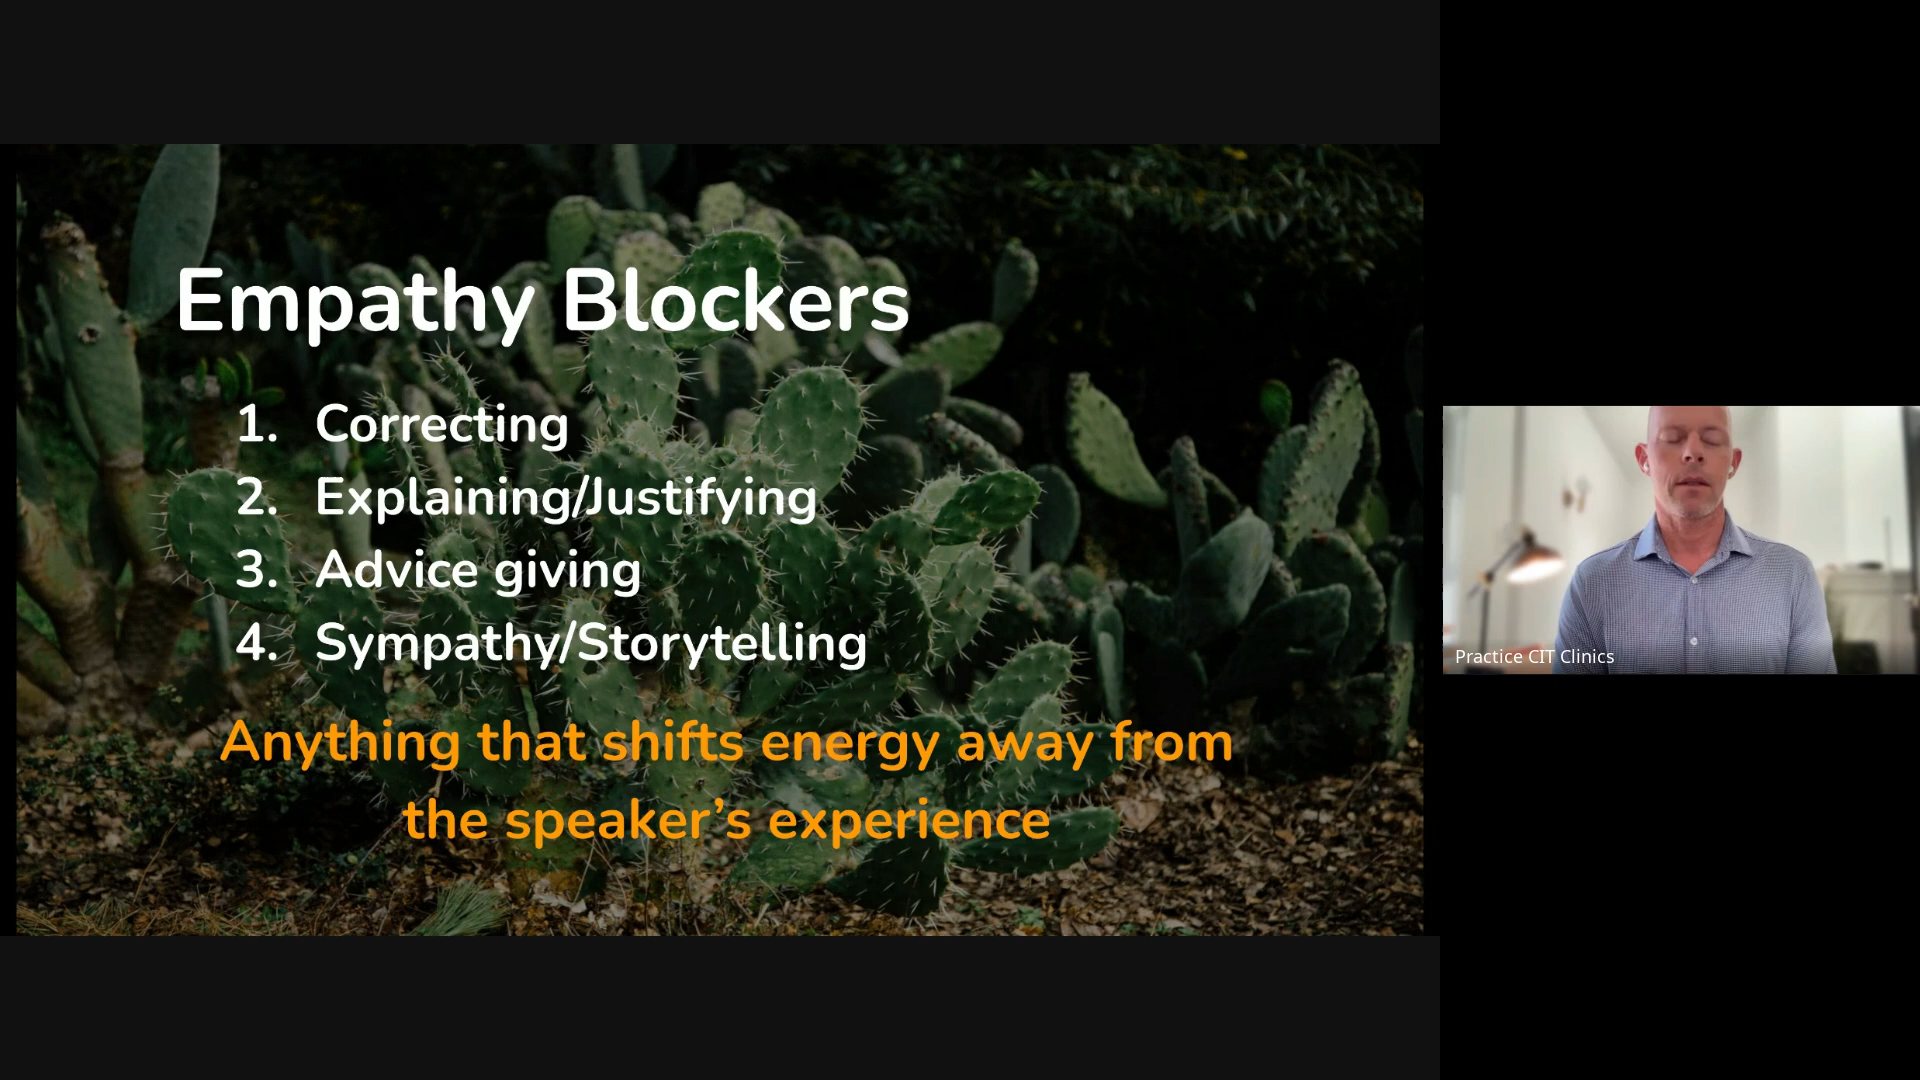 Empathy Blockers
1. Correcting
2. Explaining/Justifying
3. Advice giving
4. Sympathy/Storytelling
Anything that shifts energy away from
the speaker’s experience
Practice CIT Clinics